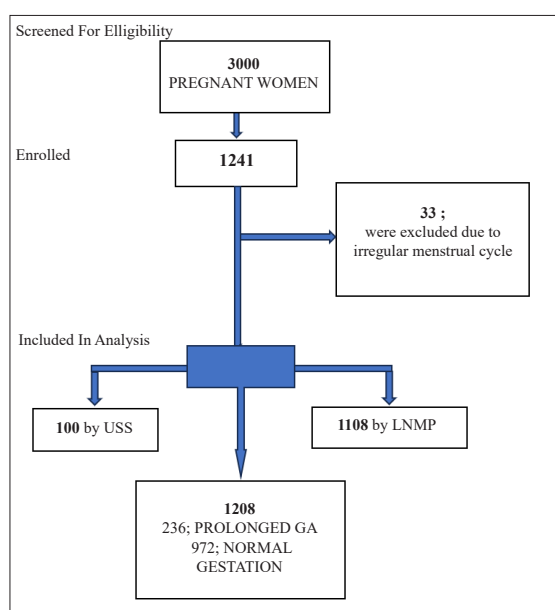 Screened For Elligibility
3000
PREGNANT WOMEN
Enrolled
1241
33 ;
were excluded due to
irregular menstrual cycle
Included In Analysis
100 by USS
1108 by LNMP
1208
236; PROLONGED GA
972; NORMAL
GESTATION